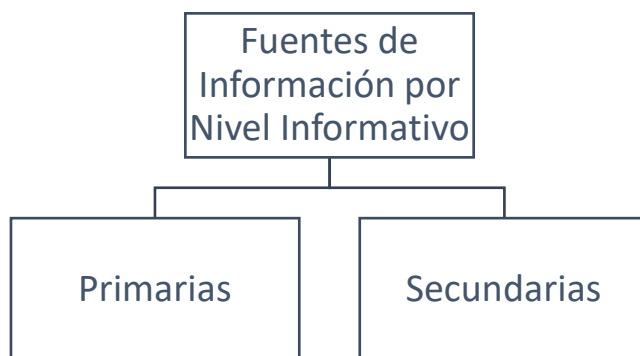 Fuentes de
Información por
Nivel Informativo
Primarias
Secundarias